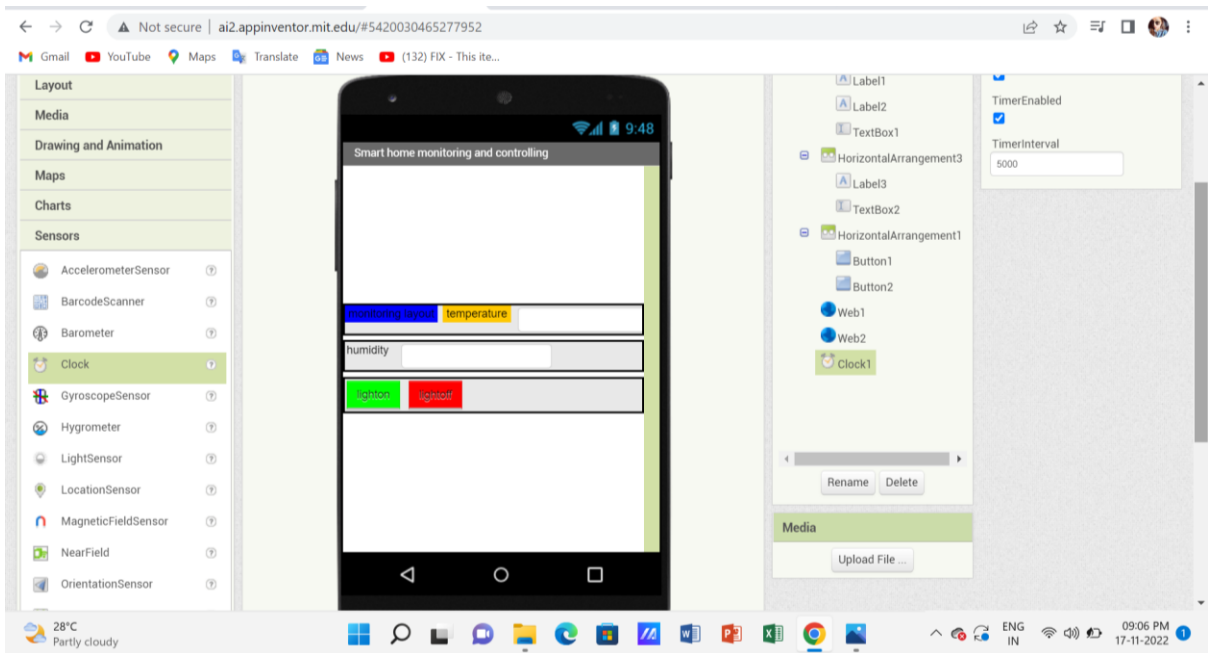 Not secure | ai2.appinventor.mit.edu/#5420030465277952
Gmail YouTube Maps Translate News (132) FIX - This ite...
Layout
Media
Drawing and Animation
Maps
Charts
Sensors
AccelerometerSensor
BarcodeScanner
Barometer
Clock
GyroscopeSensor
Hygrometer
LightSensor
LocationSensor
MagneticFieldSensor
NearField
OrientationSensor
9:48
Smart home monitoring and controlling
monitoring layout temperature
humidity
lighton lightoff
Label1
Label2
TextBox1
HorizontalArrangement3
Label3
TextBox2
HorizontalArrangement1
Button1
Button2
Web1
Web2
Clock1
Rename Delete
Media
Upload File ...
TimerEnabled
TimerInterval
5000
28°C
Partly cloudy
ENG
IN
09:06 PM
17-11-2022
1